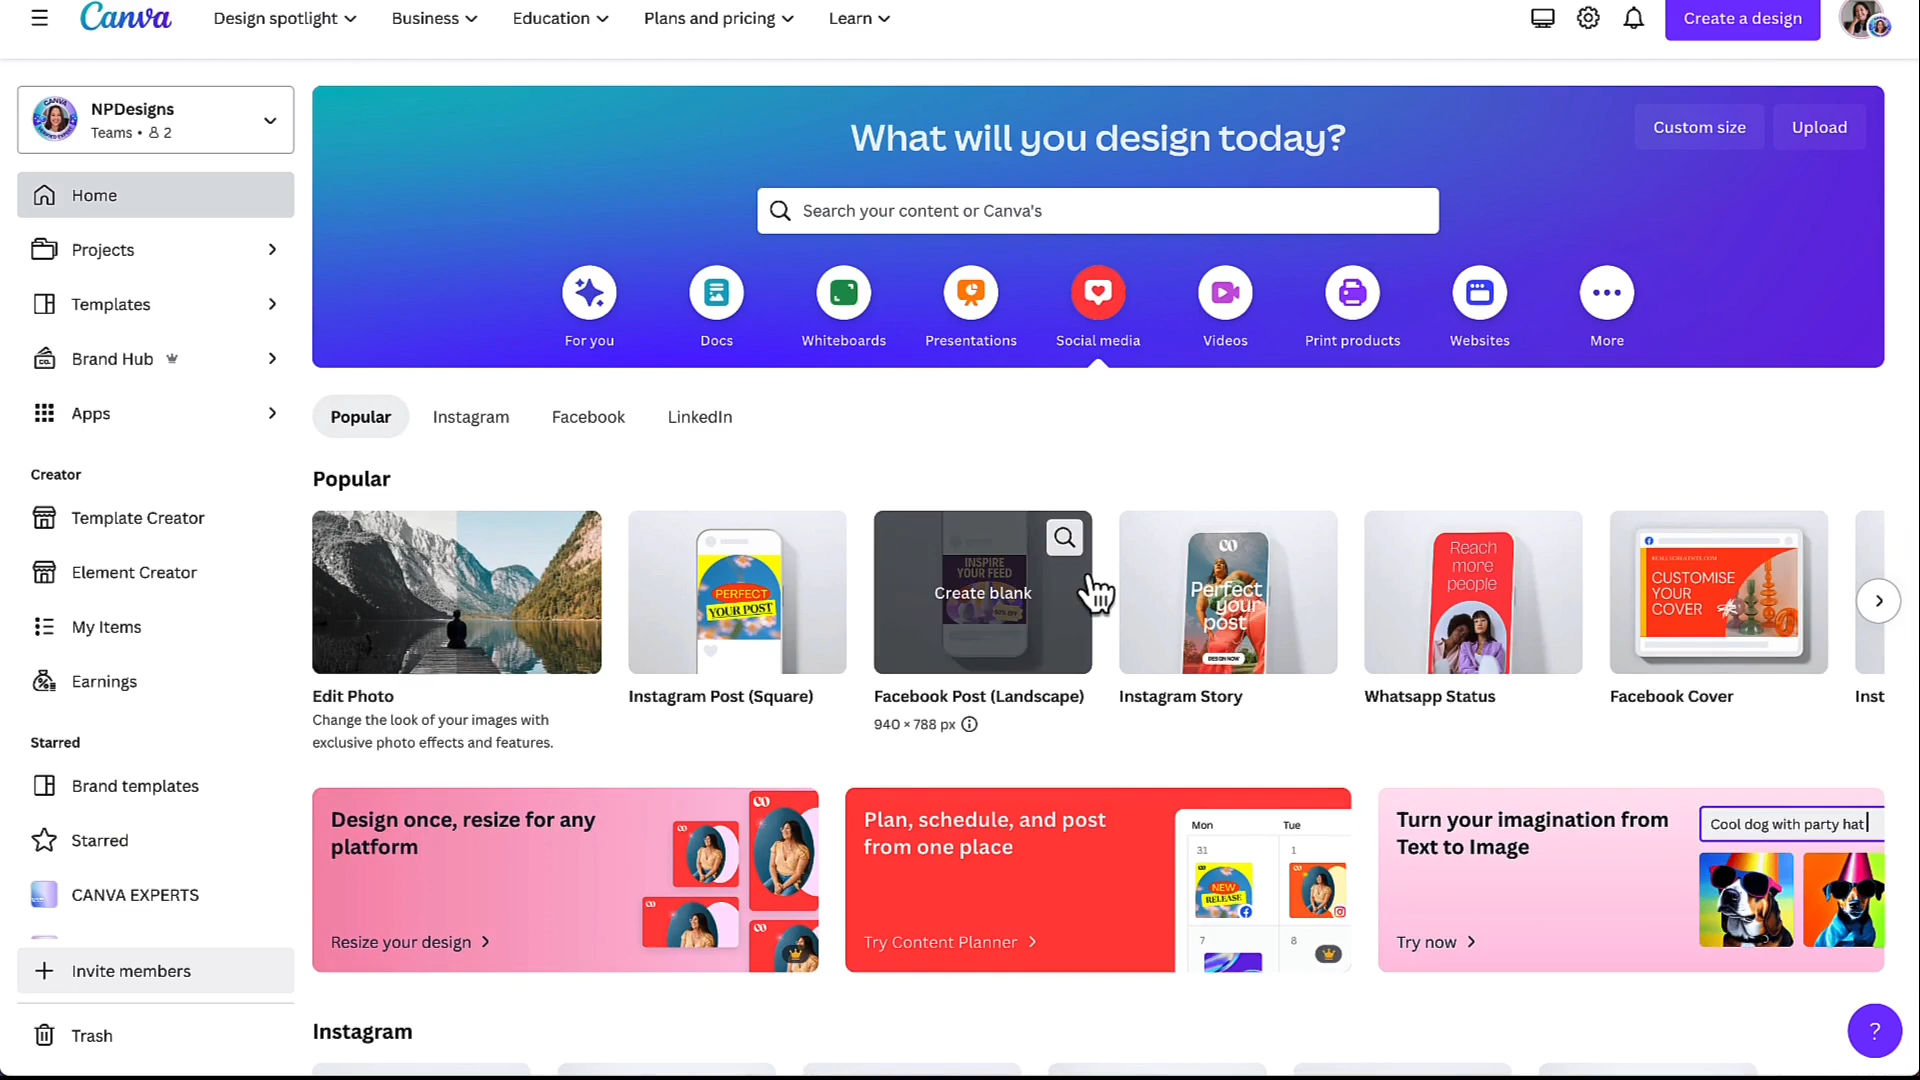 Canva
Design spotlight
Business
Education
Plans and pricing
Learn
Create a design
NPDesigns
Teams • 2
Home
Projects
Templates
Brand Hub
Apps
Creator
Template Creator
Element Creator
My Items
Earnings
Starred
Brand templates
Starred
CANVA EXPERTS
Invite members
Trash
What will you design today?
Custom size
Upload
Search your content or Canva's
For you
Docs
Whiteboards
Presentations
Social media
Videos
Print products
Websites
More
Popular
Instagram
Facebook
LinkedIn
Popular
PERFECT
YOUR POST
INSPIRE
YOUR FEED
Create blank
Perfect
your
post
DESIGN NOW
Reach
more
people
CUSTOMISE
YOUR
COVER
Edit Photo
Change the look of your images with
exclusive photo effects and features.
Instagram Post (Square)
Facebook Post (Landscape)
940 × 788 px
Instagram Story
Whatsapp Status
Facebook Cover
Inst
Design once, resize for any
platform
Resize your design
Plan, schedule, and post
from one place
Try Content Planner
Mon
Tue
31
1
NEW
RELEASE
7
8
Turn your imagination from
Text to Image
Cool dog with party hat
Try now
Instagram
?